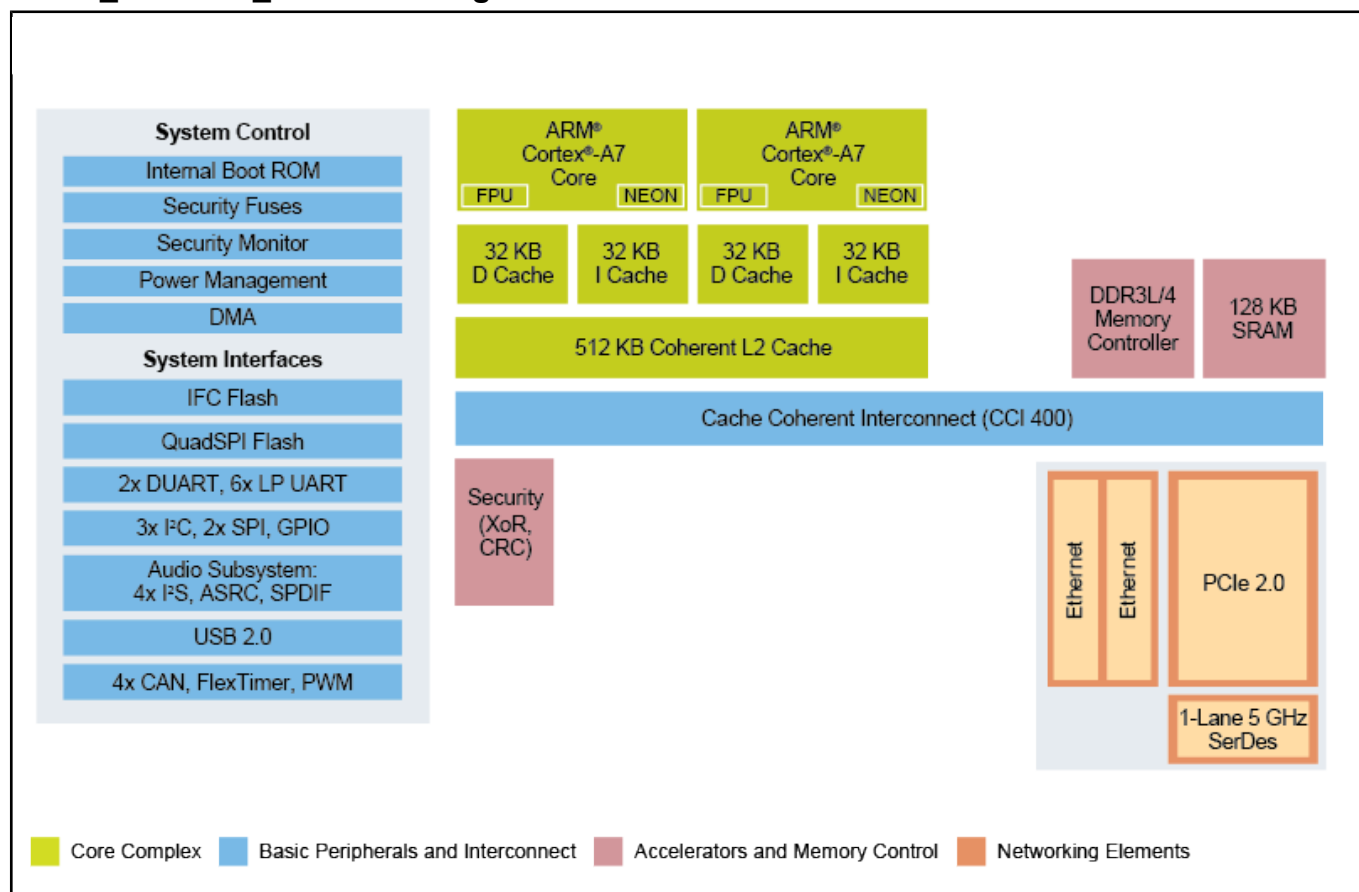 System Control
Internal Boot ROM
Security Fuses
Security Monitor
Power Management
DMA
System Interfaces
IFC Flash
QuadSPI Flash
2x DUART, 6x LP UART
3x I²C, 2x SPI, GPIO
Audio Subsystem:
4x I²S, ASRC, SPDIF
USB 2.0
4x CAN, FlexTimer, PWM
ARM®
Cortex®-A7
Core
FPU
NEON
ARM®
Cortex®-A7
Core
FPU
NEON
32 KB
D Cache
32 KB
I Cache
32 KB
D Cache
32 KB
I Cache
512 KB Coherent L2 Cache
DDR3L/4
Memory
Controller
128 KB
SRAM
Cache Coherent Interconnect (CCI 400)
Security
(XoR,
CRC)
Ethernet
Ethernet
PCIe 2.0
1-Lane 5 GHz
SerDes
Core Complex
Basic Peripherals and Interconnect
Accelerators and Memory Control
Networking Elements